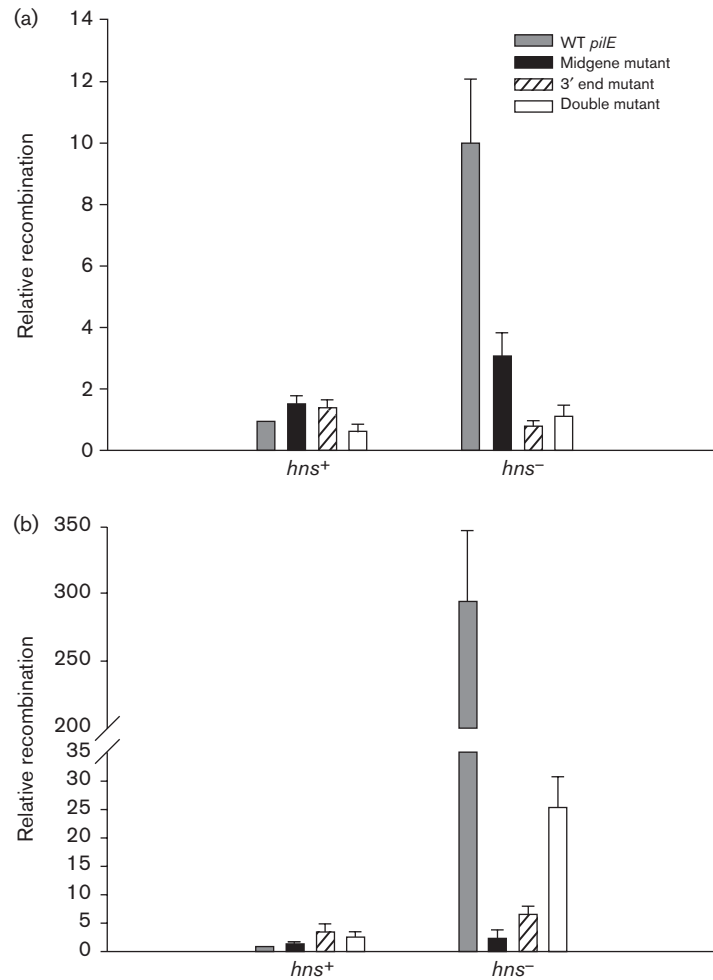 (a)
14
12
10
8
6
4
2
0
Relative recombination
WT pilE
Midgene mutant
3′ end mutant
Double mutant
hns+ hns–
(b)
350
300
250
200
35
30
25
20
15
10
5
0
Relative recombination
hns+ hns–